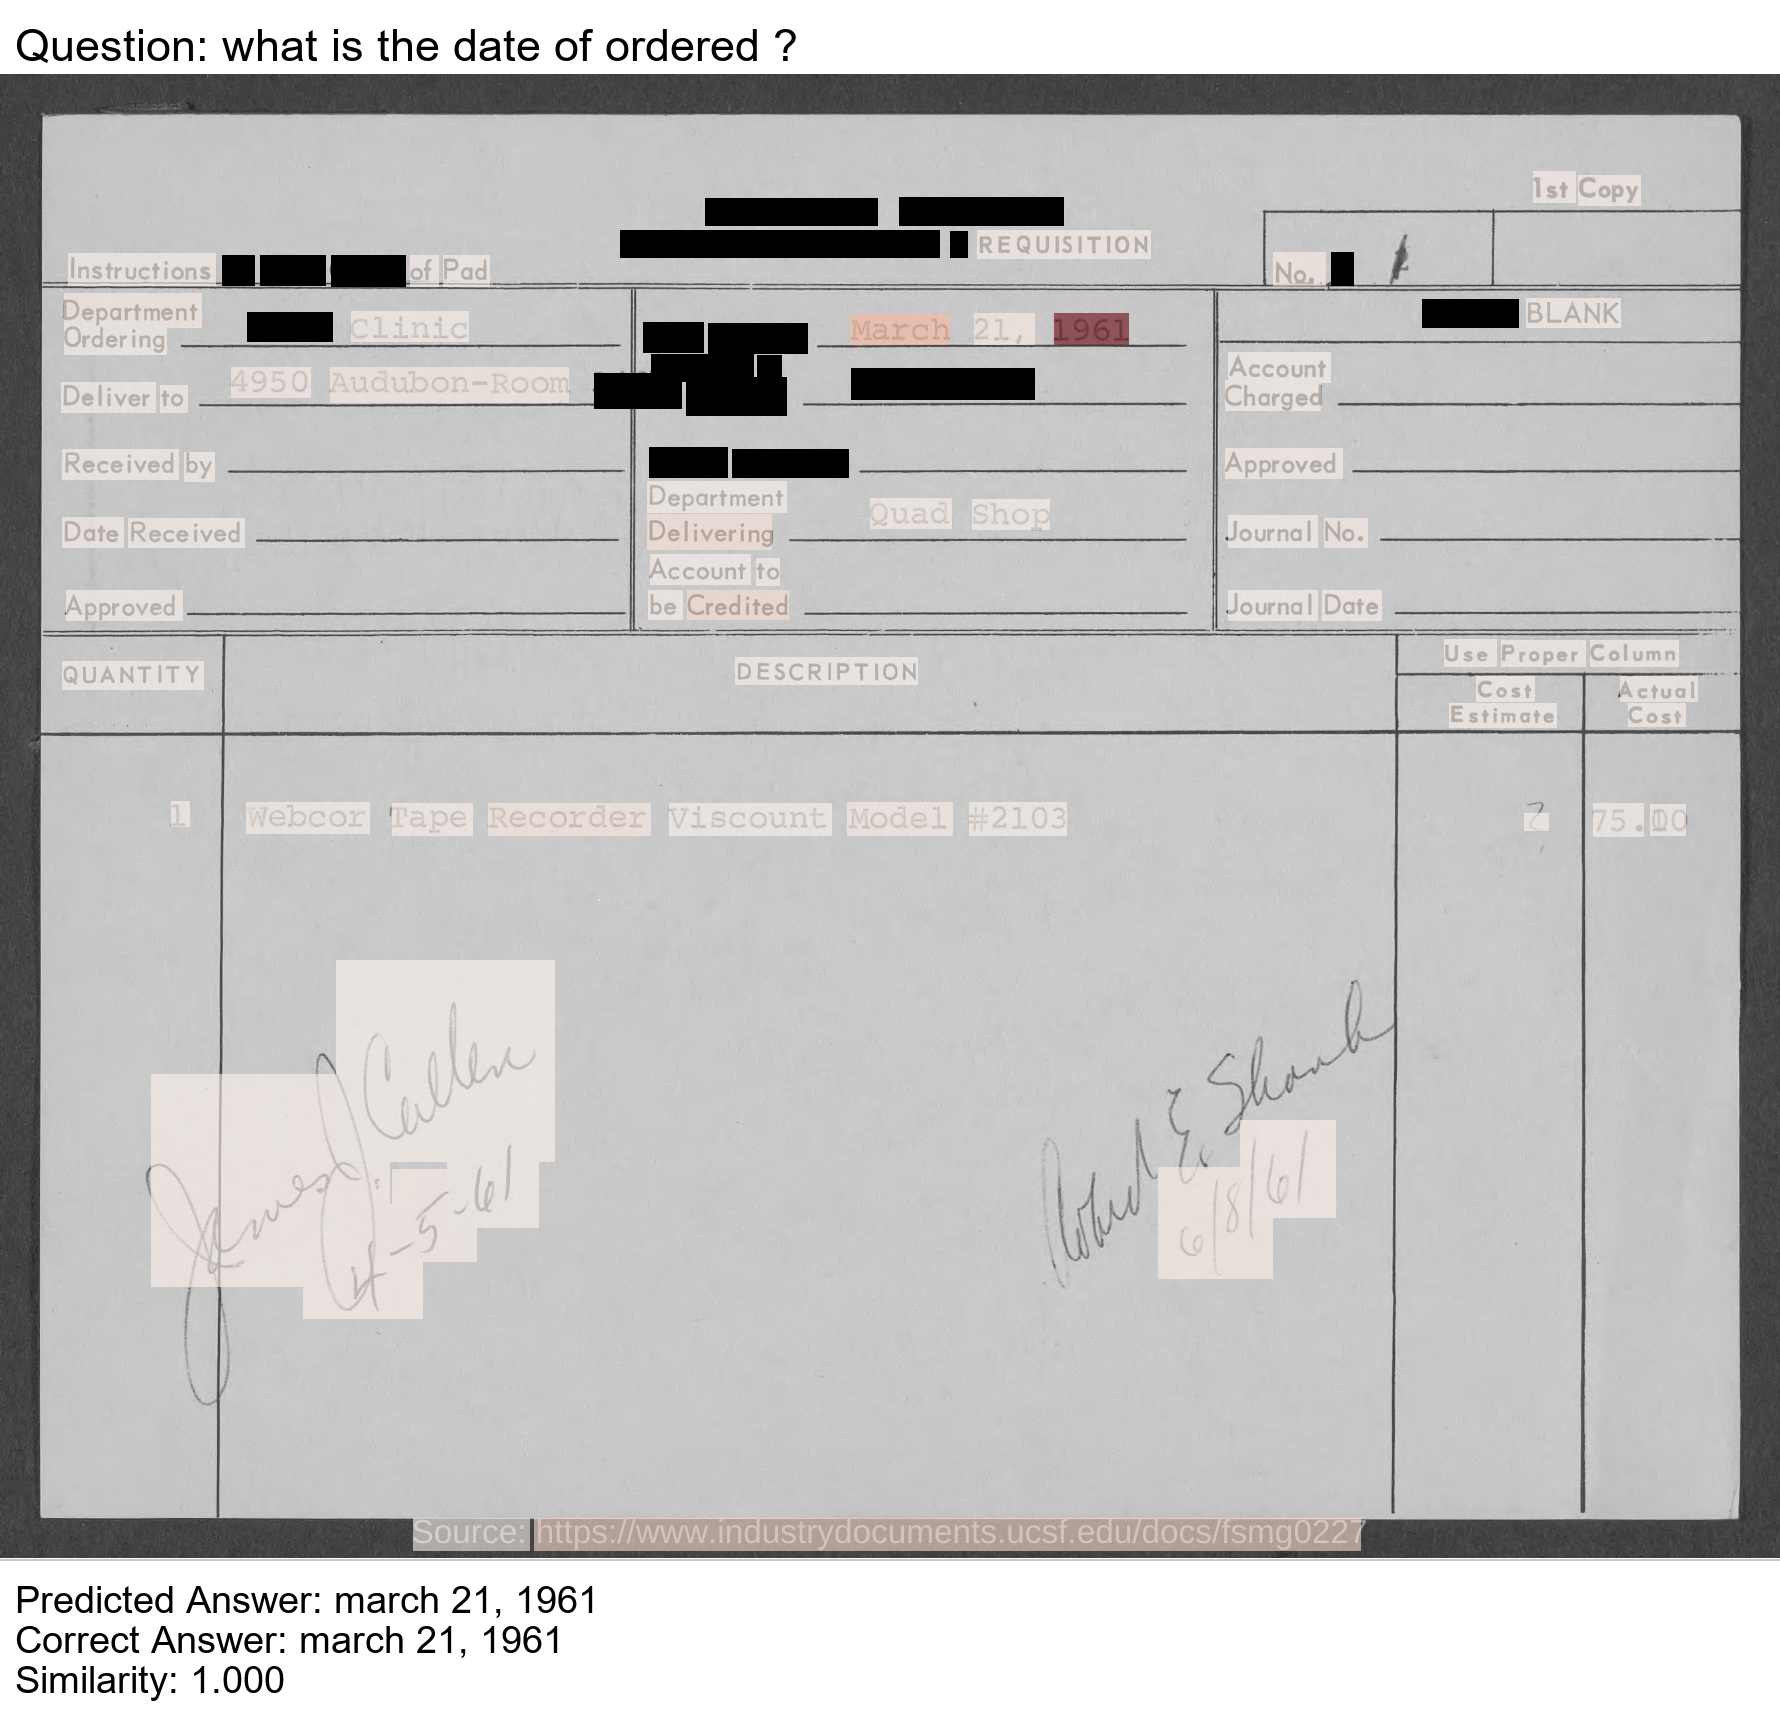 Question: what is the date of ordered ?
1st Copy
REQUISITION
Instructions of Pad
No.
Department Ordering Clinic
March 21, 1961
BLANK
Deliver to 4950 Audubon-Room
Account Charged
Received by
Approved
Department Delivering Quad Shop
Date Received
Journal No.
Account to be Credited
Approved
Journal Date
QUANTITY
DESCRIPTION
Use Proper Column
Cost Estimate
Actual Cost
1 Webcor Tape Recorder Viscount Model #2103 ? 75.00
James J. Cullen
4-5-61
Robert E. Shank
6/8/61
Source: https://www.industrydocuments.ucsf.edu/docs/fsmg0227
Predicted Answer: march 21, 1961
Correct Answer: march 21, 1961
Similarity: 1.000